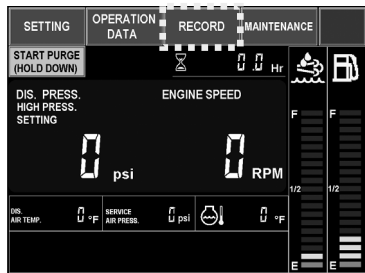 SETTING
OPERATION
DATA
RECORD
MAINTENANCE
START PURGE
(HOLD DOWN)
0.0 Hr
DIS. PRESS.
HIGH PRESS.
SETTING
ENGINE SPEED
0 psi
0 RPM
F
F
1/2
1/2
E
E
DIS.
AIR TEMP.
0 °F
SERVICE
AIR PRESS.
0 psi
0 °F